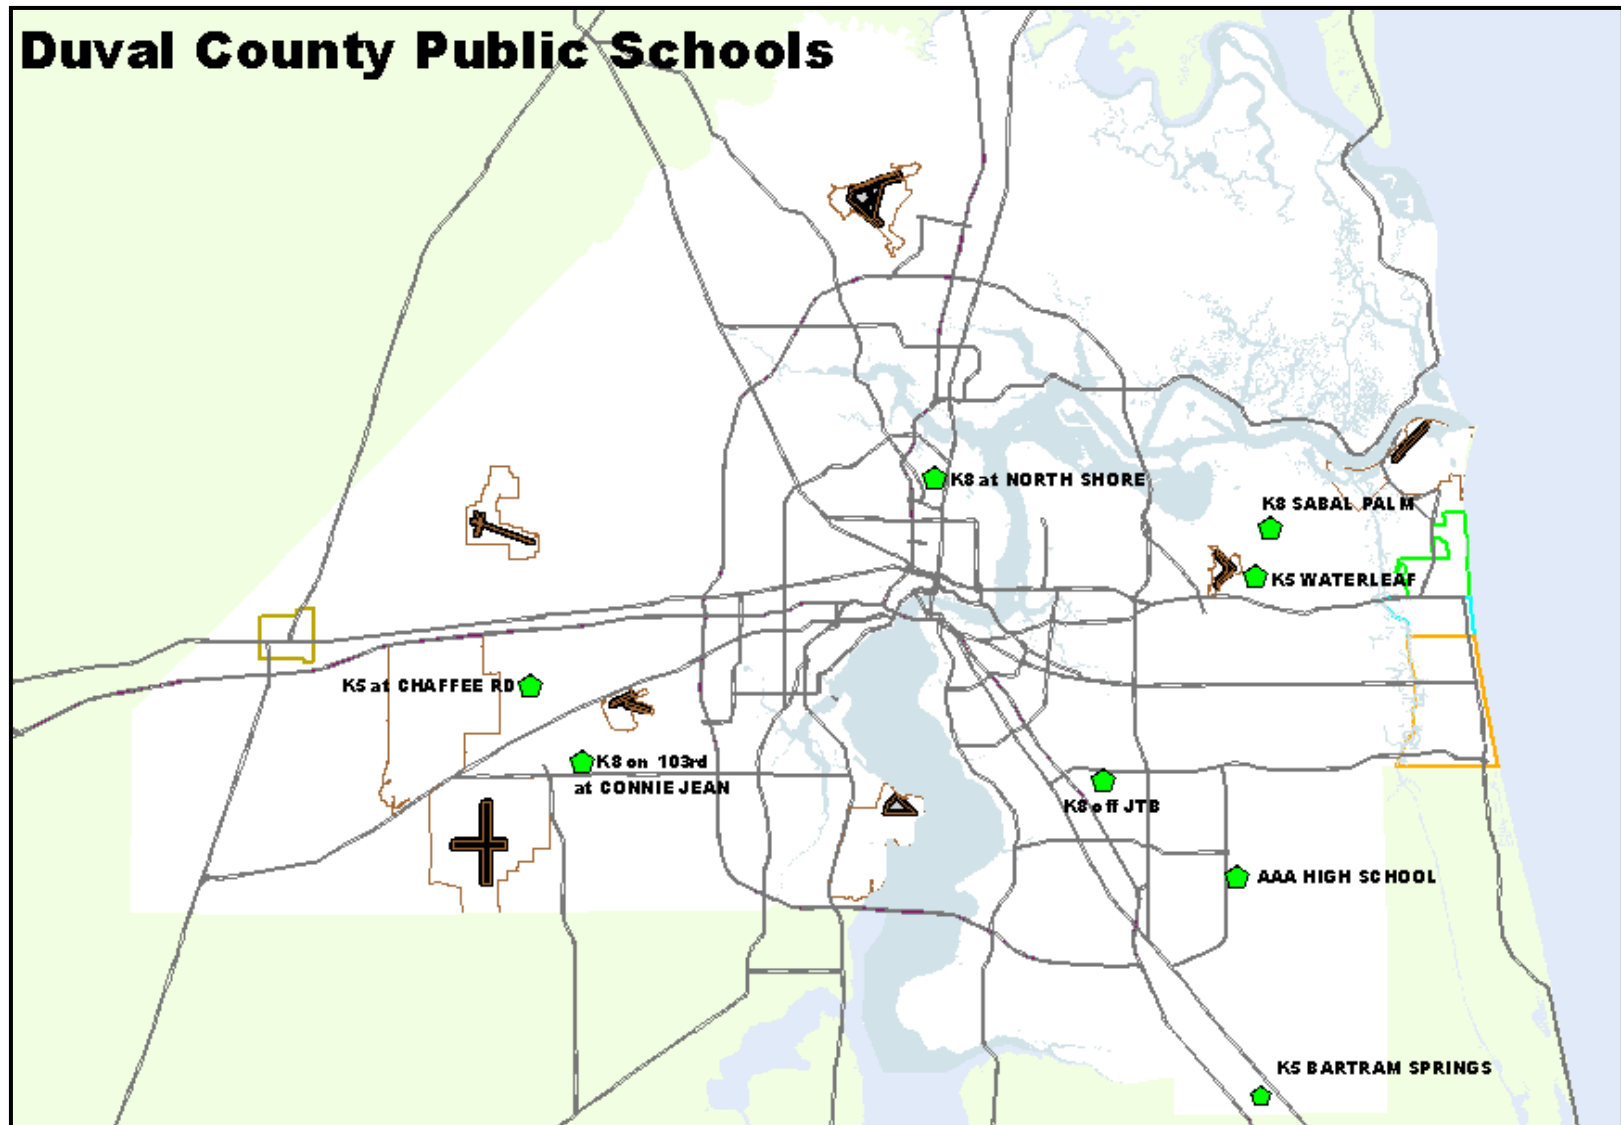 Duval County Public Schools
K8 at NORTH SHORE
K8 SABAL PALM
K5 WATERLEAF
K5 at CHAFFEE RD
K8 on 103rd
at CONNIE JEAN
K8 off JTB
AAA HIGH SCHOOL
K5 BARTRAM SPRINGS